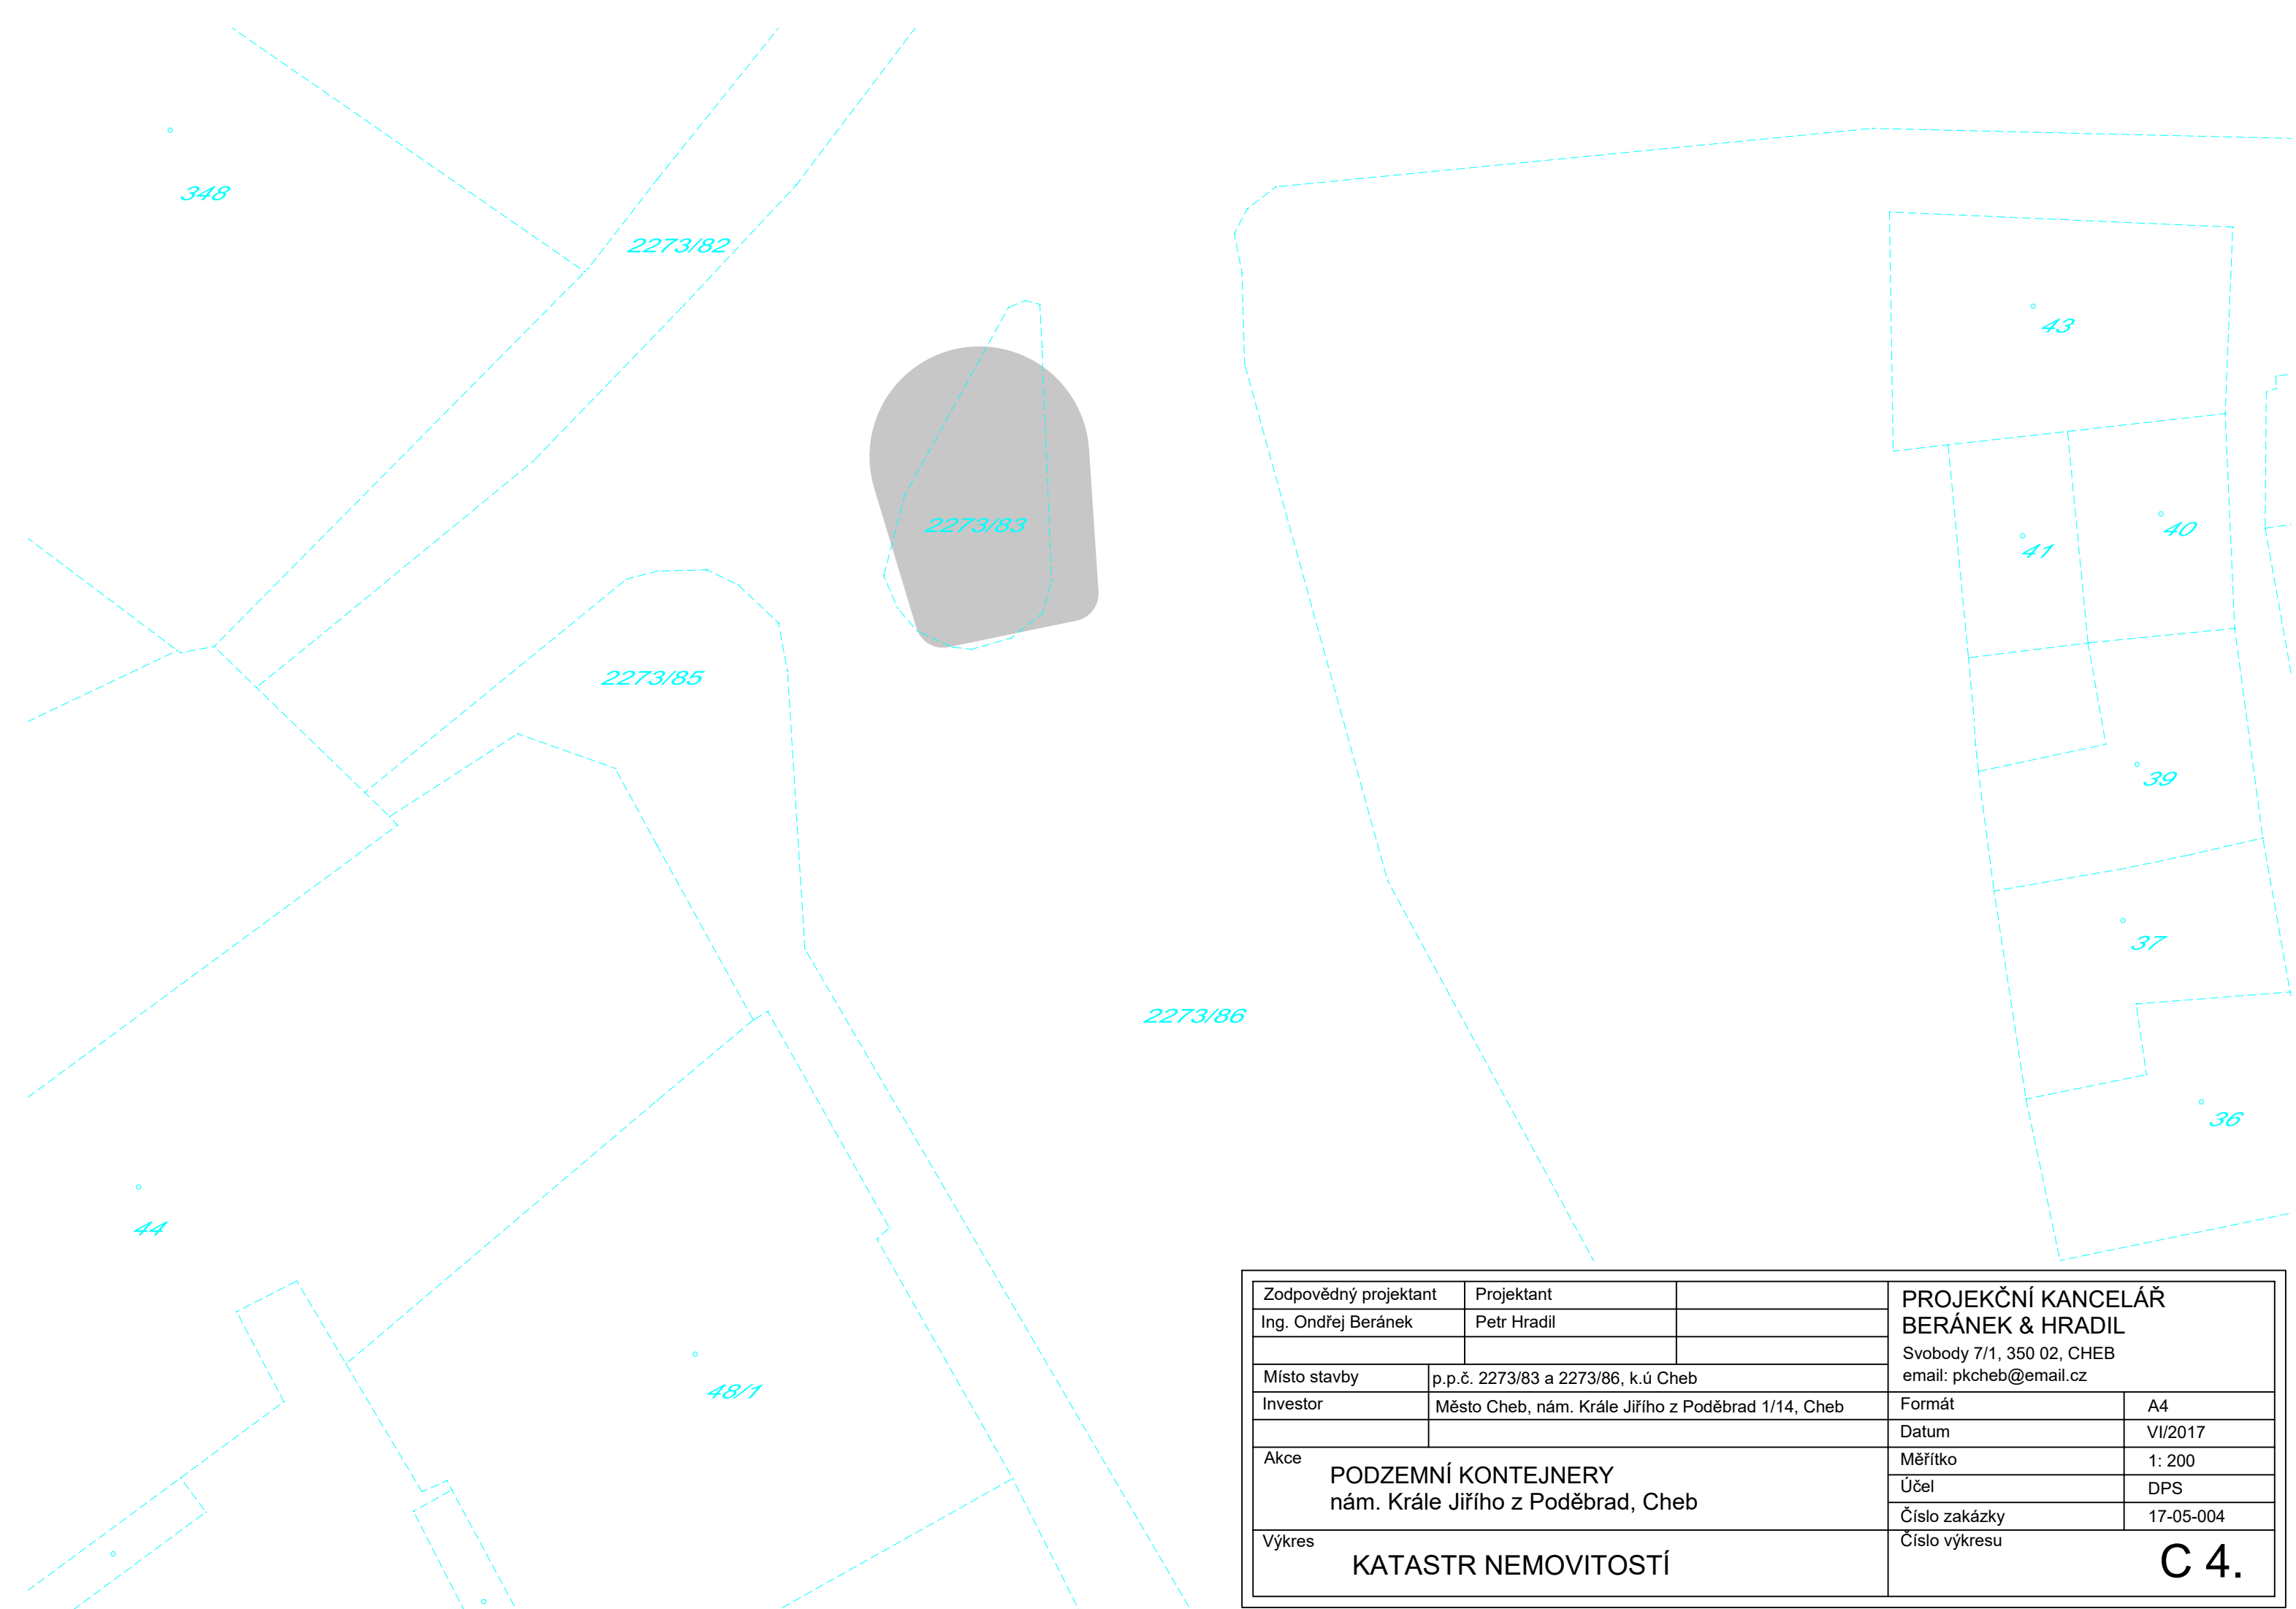 348
2273/82
43
2273/83
40
41
2273/85
39
37
2273/86
36
44
48/1
Zodpovědný projektant
Projektant
Ing. Ondřej Beránek
Petr Hradil
Místo stavby
p.p.č. 2273/83 a 2273/86, k.ú Cheb
Investor
Město Cheb, nám. Krále Jiřího z Poděbrad 1/14, Cheb
Akce
PODZEMNÍ KONTEJNERY
nám. Krále Jiřího z Poděbrad, Cheb
Výkres
KATASTR NEMOVITOSTÍ
PROJEKČNÍ KANCELÁŘ
BERÁNEK & HRADIL
Svobody 7/1, 350 02, CHEB
email: pkcheb@email.cz
Formát
A4
Datum
VI/2017
Měřítko
1: 200
Účel
DPS
Číslo zakázky
17-05-004
Číslo výkresu
C 4.